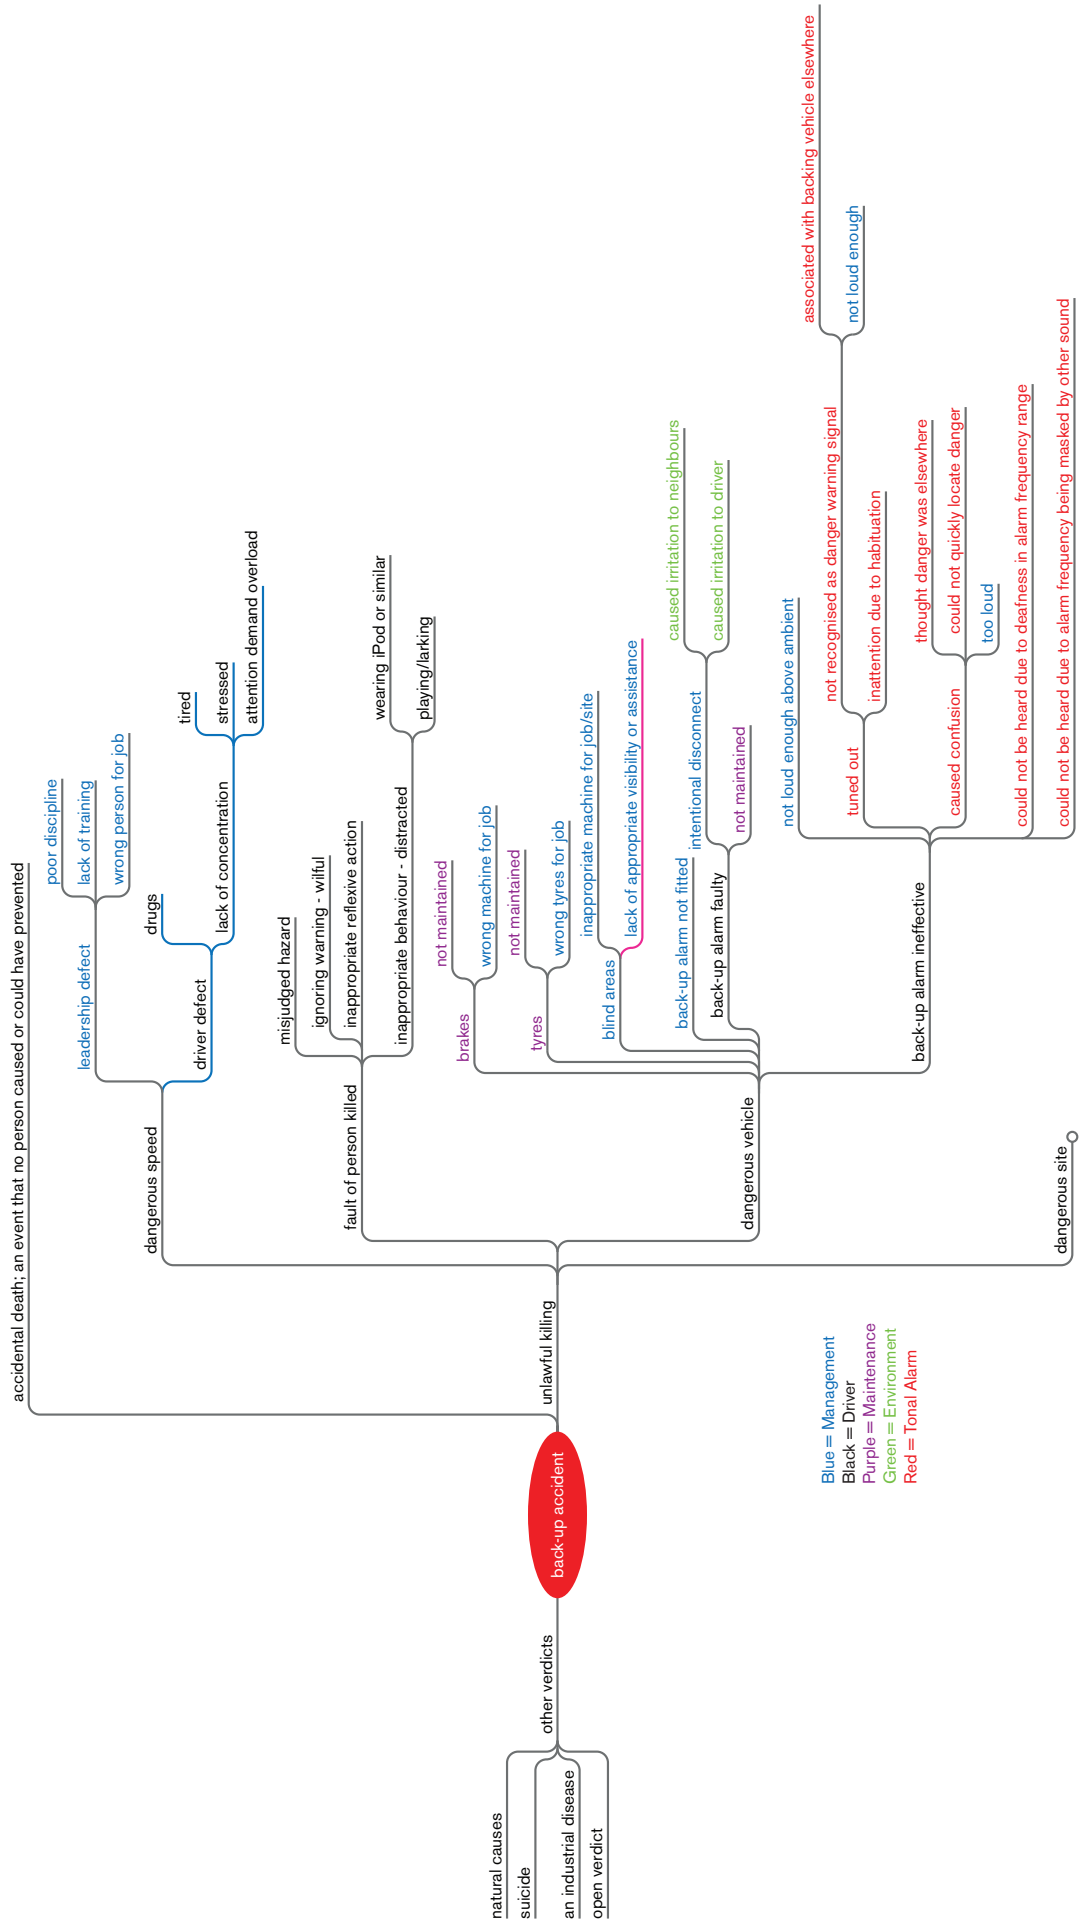 accidental death; an event that no person caused or could have prevented
poor discipline
lack of training
wrong person for job
leadership defect
tired
stressed
attention demand overload
drugs
lack of concentration
driver defect
dangerous speed
misjudged hazard
ignoring warning - wilful
inappropriate reflexive action
wearing iPod or similar
playing/larking
inappropriate behaviour - distracted
fault of person killed
not maintained
wrong machine for job
brakes
not maintained
wrong tyres for job
tyres
inappropriate machine for job/site
lack of appropriate visibility or assistance
blind areas
back-up alarm not fitted
caused irritation to neighbours
caused irritation to driver
intentional disconnect
not maintained
back-up alarm faulty
dangerous vehicle
not loud enough above ambient
associated with backing vehicle elsewhere
not loud enough
not recognised as danger warning signal
inattention due to habituation
tuned out
thought danger was elsewhere
could not quickly locate danger
too loud
caused confusion
could not be heard due to deafness in alarm frequency range
could not be heard due to alarm frequency being masked by other sound
back-up alarm ineffective
dangerous site
unlawful killing
back-up accident
other verdicts
natural causes
suicide
an industrial disease
open verdict
Blue = Management
Black = Driver
Purple = Maintenance
Green = Environment
Red = Tonal Alarm